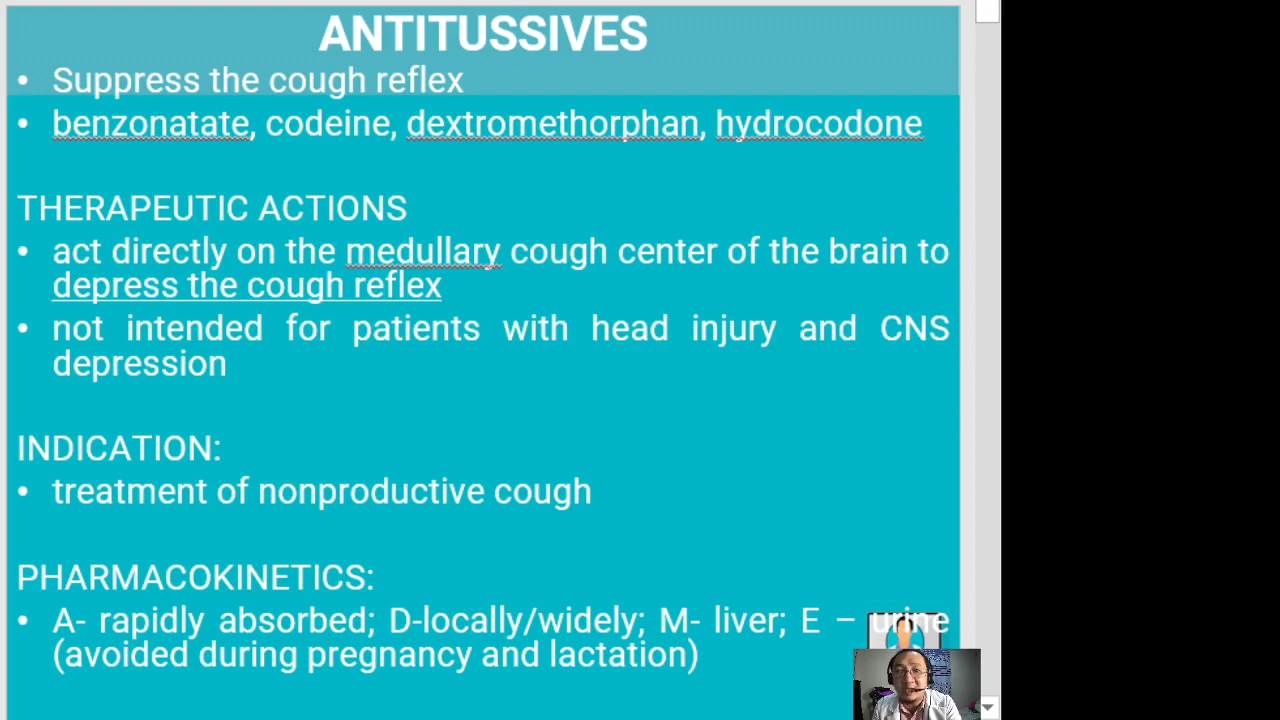 ANTITUSSIVES
• Suppress the cough reflex
• benzonatate, codeine, dextromethorphan, hydrocodone
THERAPEUTIC ACTIONS
• act directly on the medullary cough center of the brain to
depress the cough reflex
• not intended for patients with head injury and CNS
depression
INDICATION:
• treatment of nonproductive cough
PHARMACOKINETICS:
• A- rapidly absorbed; D-locally/widely; M- liver; E – urine
(avoided during pregnancy and lactation)